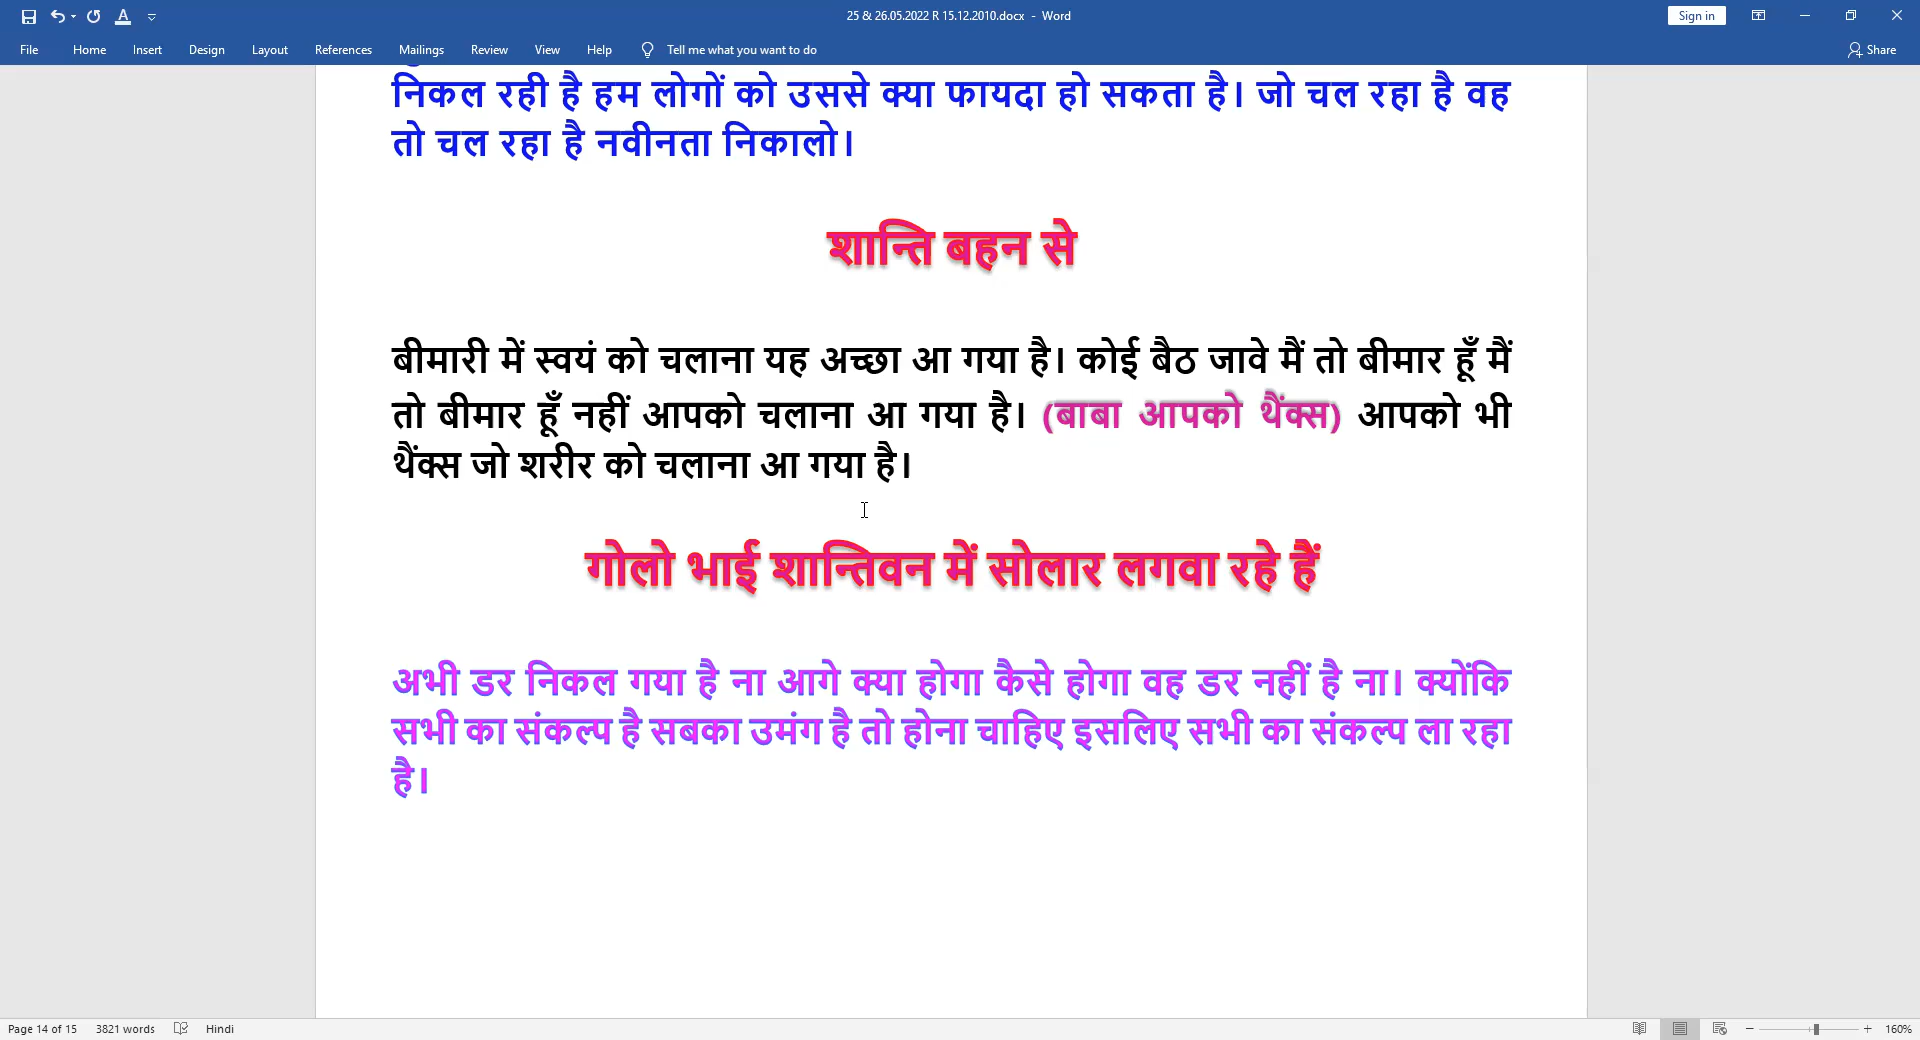 25 & 26.05.2022 R 15.12.2010.docx - Word
Sign in
File Home Insert Design Layout References Mailings Review View Help Tell me what you want to do Share
निकल रही है हम लोगों को उससे क्या फायदा हो सकता है। जो चल रहा है वह
तो चल रहा है नवीनता निकालो।
शान्ति बहन से
बीमारी में स्वयं को चलाना यह अच्छा आ गया है। कोई बैठ जावे मैं तो बीमार हूँ मैं
तो बीमार हूँ नहीं आपको चलाना आ गया है। (बाबा आपको थैंक्स) आपको भी
थैंक्स जो शरीर को चलाना आ गया है।
गोलो भाई शान्तिवन में सोलार लगवा रहे हैं
अभी डर निकल गया है ना आगे क्या होगा कैसे होगा वह डर नहीं है ना। क्योंकि
सभी का संकल्प है सबका उमंग है तो होना चाहिए इसलिए सभी का संकल्प ला रहा
है।
Page 14 of 15 3821 words Hindi 160%